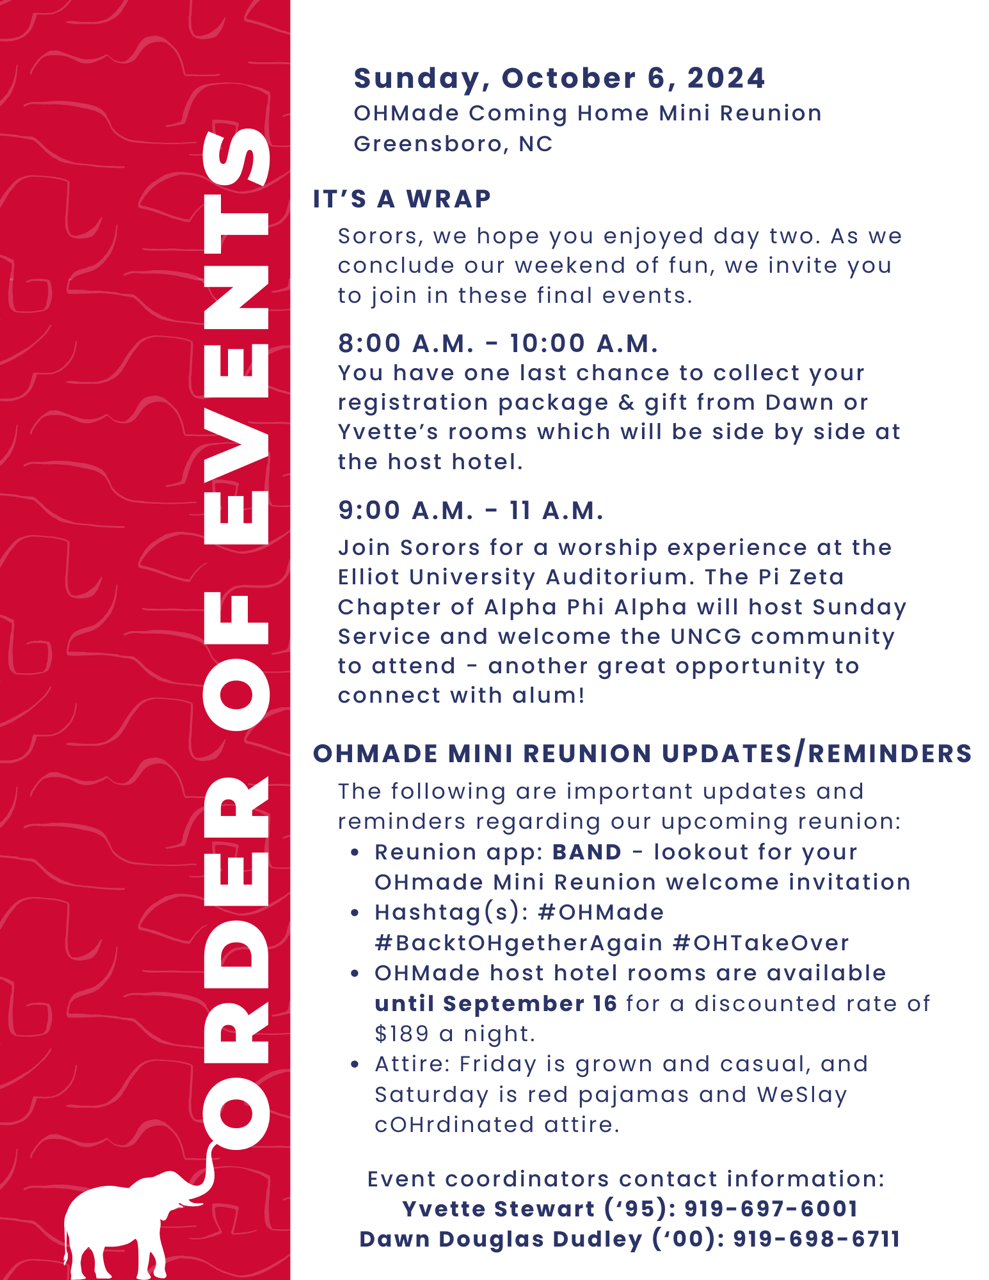 ORDER OF EVENTS
Sunday, October 6, 2024
OHMade Coming Home Mini Reunion
Greensboro, NC
IT’S A WRAP
Sorors, we hope you enjoyed day two. As we
conclude our weekend of fun, we invite you
to join in these final events.
8:00 A.M. - 10:00 A.M.
You have one last chance to collect your
registration package & gift from Dawn or
Yvette’s rooms which will be side by side at
the host hotel.
9:00 A.M. - 11 A.M.
Join Sorors for a worship experience at the
Elliot University Auditorium. The Pi Zeta
Chapter of Alpha Phi Alpha will host Sunday
Service and welcome the UNCG community
to attend - another great opportunity to
connect with alum!
OHMADE MINI REUNION UPDATES/REMINDERS
The following are important updates and
reminders regarding our upcoming reunion:
• Reunion app: BAND - lookout for your
OHmade Mini Reunion welcome invitation
• Hashtag(s): #OHMade
#BacktOHgetherAgain #OHTakeOver
• OHMade host hotel rooms are available
until September 16 for a discounted rate of
$189 a night.
• Attire: Friday is grown and casual, and
Saturday is red pajamas and WeSlay
cOHrdinated attire.
Event coordinators contact information:
Yvette Stewart (‘95): 919-697-6001
Dawn Douglas Dudley (‘00): 919-698-6711